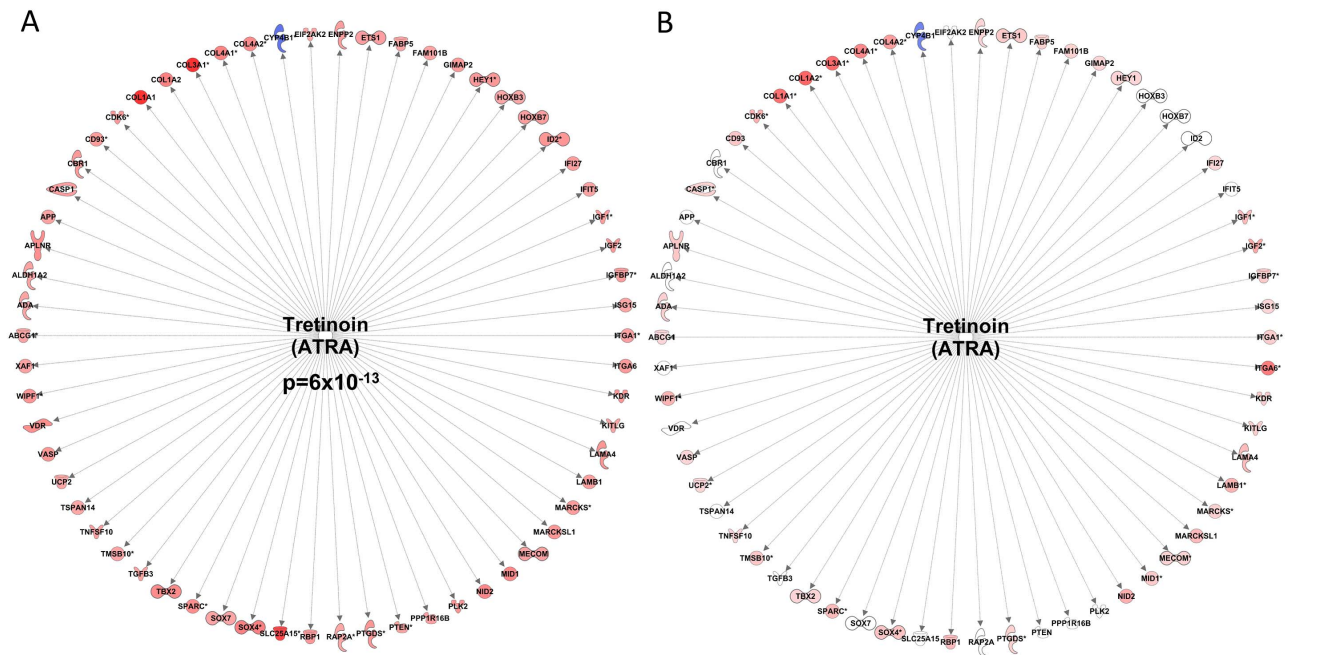 A
CYP4B1
EIF2AK2
ENPP2
ETS1
FABP5
FAM101B
GIMAP2
HEY1*
HOXB3
HOXB7
ID2*
IFI27
IFIT5
IGF1*
IGF2
IGFBP7*
ISG15
ITGA1*
ITGA6
KDR
KITLG
LAMA4
LAMB1
MARCKS*
MARCKSL1
MECOM
MID1
NID2
PLK2
PPP1R16B
PTEN*
PTGDS*
RAP2A*
RBP1
SLC25A15*
SOX4*
SOX7
SPARC*
TBX2
TGFB3
TMSB10*
TNFSF10
TSPAN14
UCP2
VASP
VDR
WIPF1*
XAF1*
ABCG1*
ADA
ALDH1A2
APLNR
APP
CASP1
CBR1
CD93*
CDK6*
COL1A1
COL1A2
COL3A1*
COL4A1*
COL4A2*
Tretinoin
(ATRA)
p=6x10-13
B
CYP4B1
EIF2AK2
ENPP2
ETS1
FABP5
FAM101B
GIMAP2
HEY1
HOXB3
HOXB7
ID2
IFI27
IFIT5
IGF1*
IGF2*
IGFBP7*
ISG15
ITGA1*
ITGA6*
KDR
KITLG
LAMA4
LAMB1*
MARCKS*
MARCKSL1
MECOM*
MID1*
NID2
PLK2
PPP1R16B
PTEN
PTGDS*
RAP2A
RBP1
SLC25A15
SOX4*
SOX7
SPARC*
TBX2
TGFB3
TMSB10*
TNFSF10
TSPAN14
UCP2*
VASP
VDR
WIPF1*
XAF1*
ABCG1
ADA
ALDH1A2
APLNR
APP
CASP1*
CBR1
CD93
CDK6*
COL1A1*
COL1A2*
COL3A1*
COL4A1*
COL4A2*
Tretinoin
(ATRA)